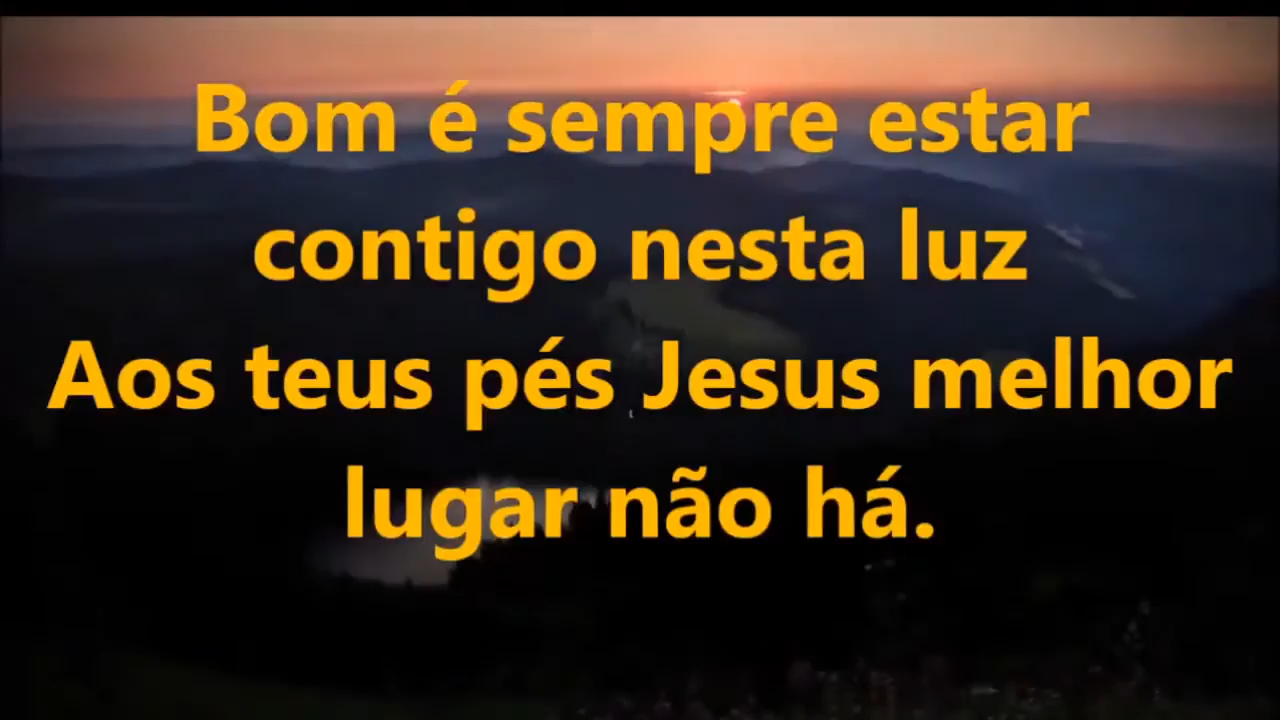 Bom é sempre estar
contigo nesta luz
Aos teus pés Jesus melhor
lugar não há.